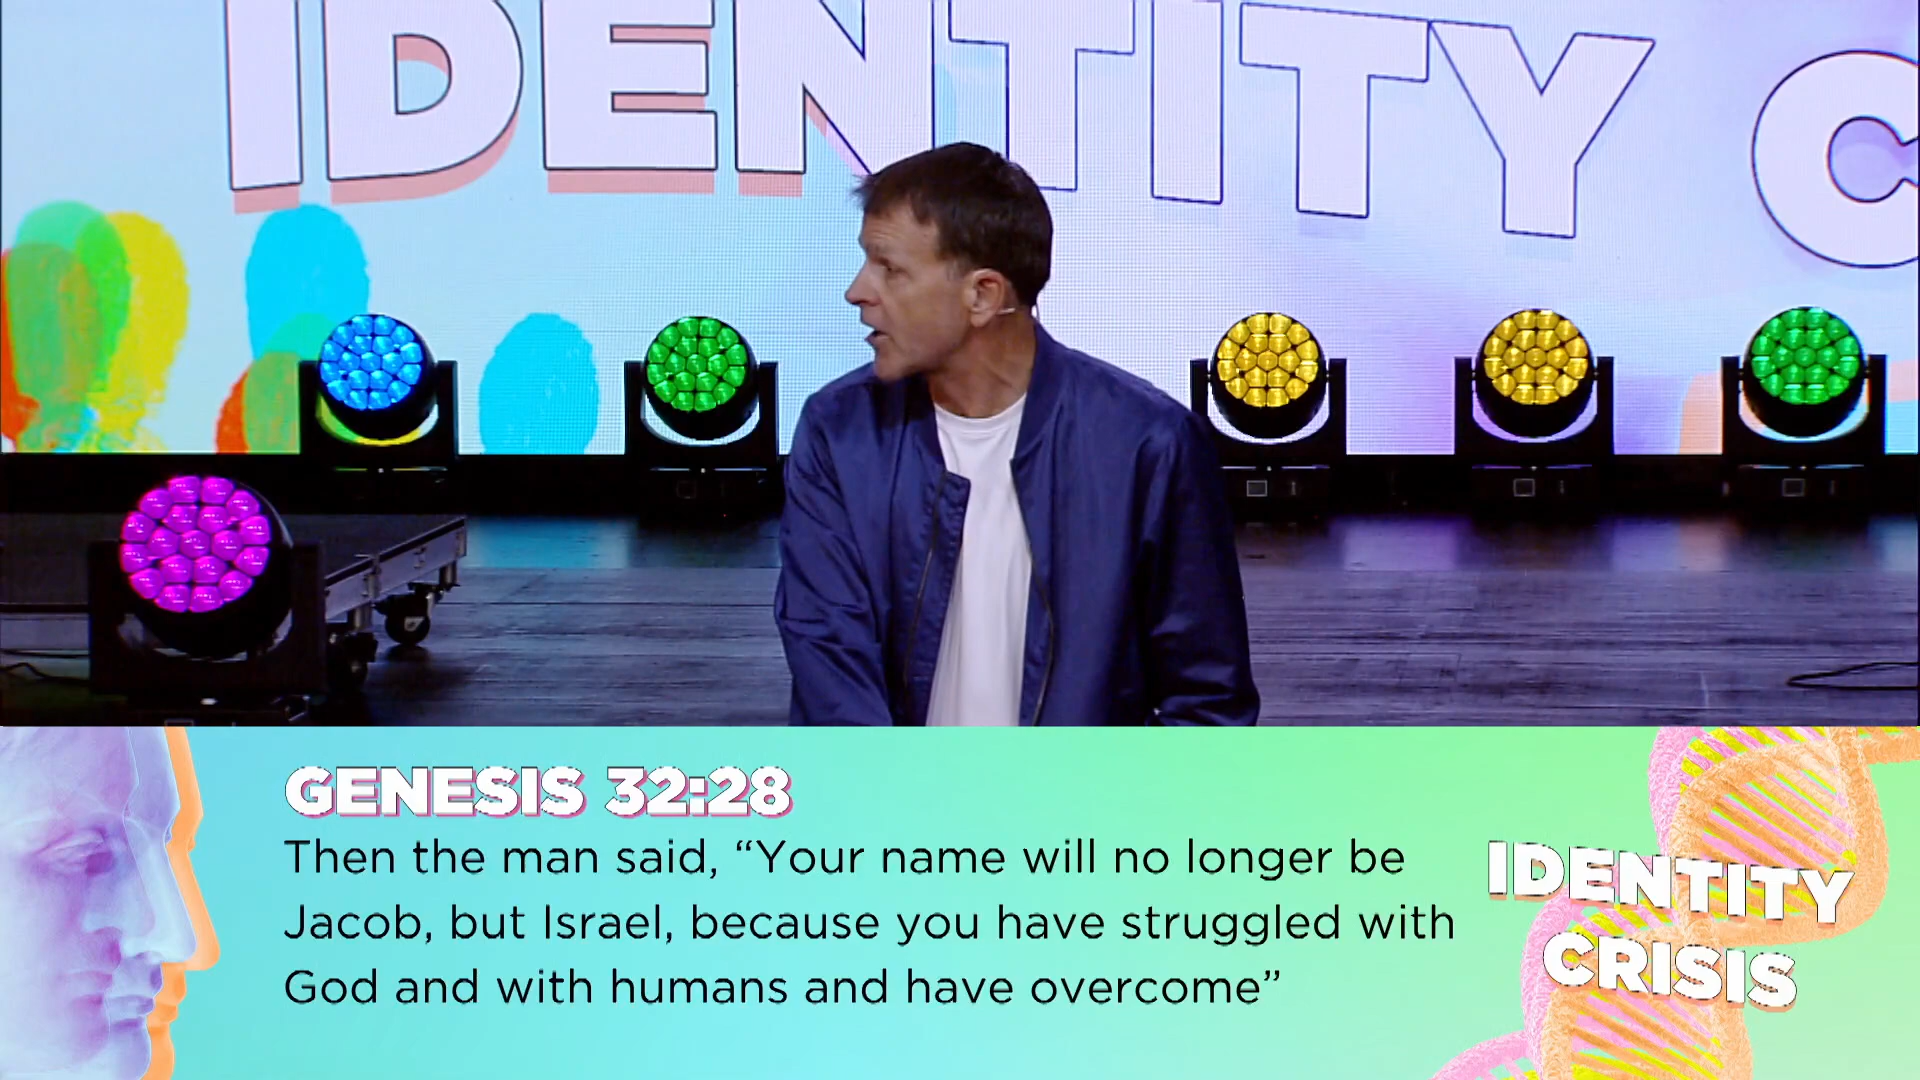 IDENTITY C
GENESIS 32:28
Then the man said, “Your name will no longer be
Jacob, but Israel, because you have struggled with
God and with humans and have overcome”
IDENTITY
CRISIS